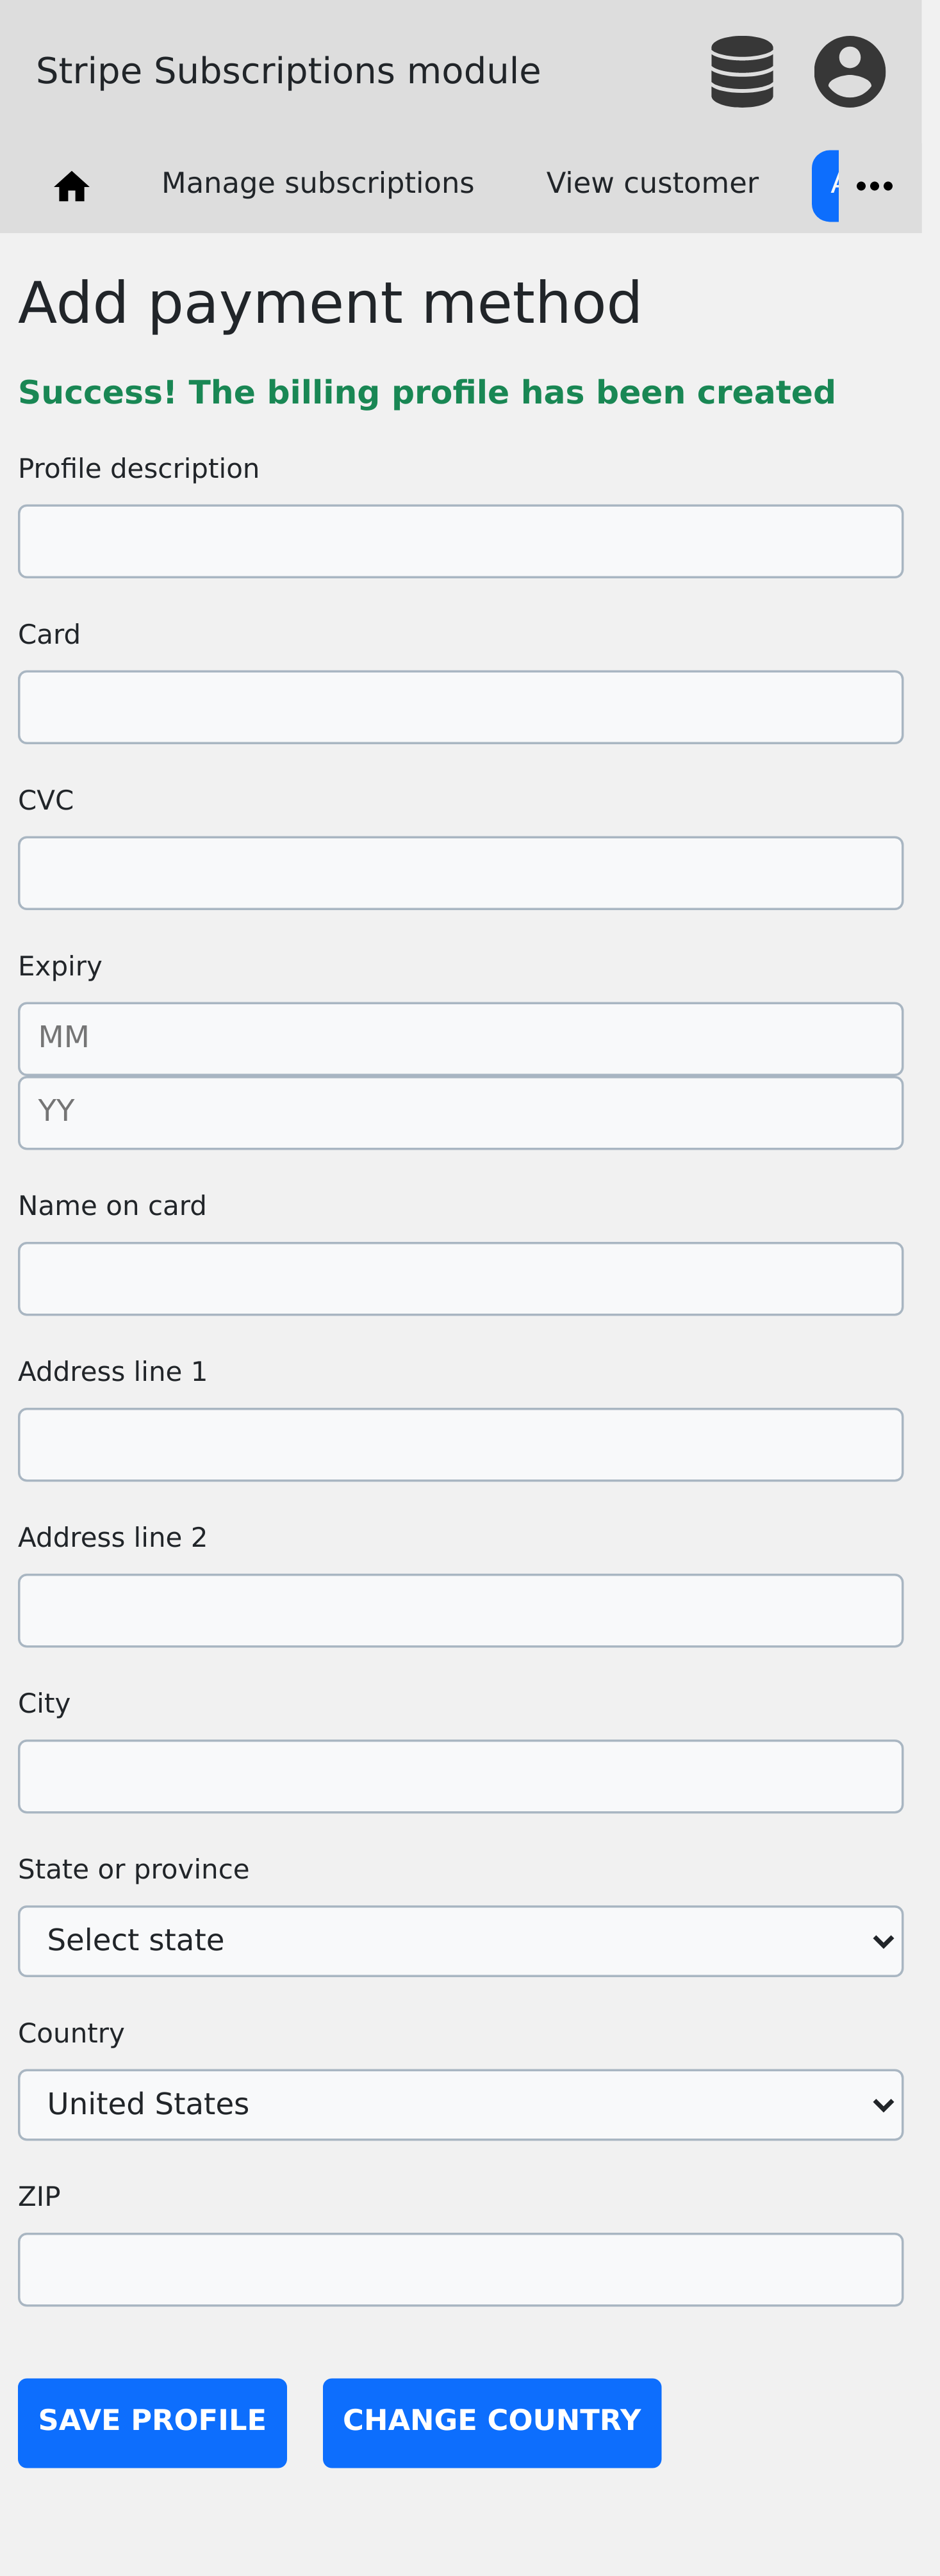 Stripe Subscriptions module
Manage subscriptions View customer
Add payment method
Success! The billing profile has been created
Profile description
Card
CVC
Expiry
MM
YY
Name on card
Address line 1
Address line 2
City
State or province
Select state
Country
United States
ZIP
SAVE PROFILE CHANGE COUNTRY